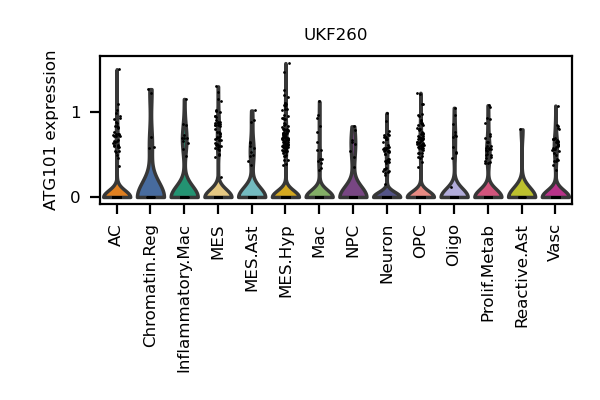 UKF260
ATG101 expression
1
0
AC
Chromatin.Reg
Inflammatory.Mac
MES
MES.Ast
MES.Hyp
Mac
NPC
Neuron
OPC
Oligo
Prolif.Metab
Reactive.Ast
Vasc